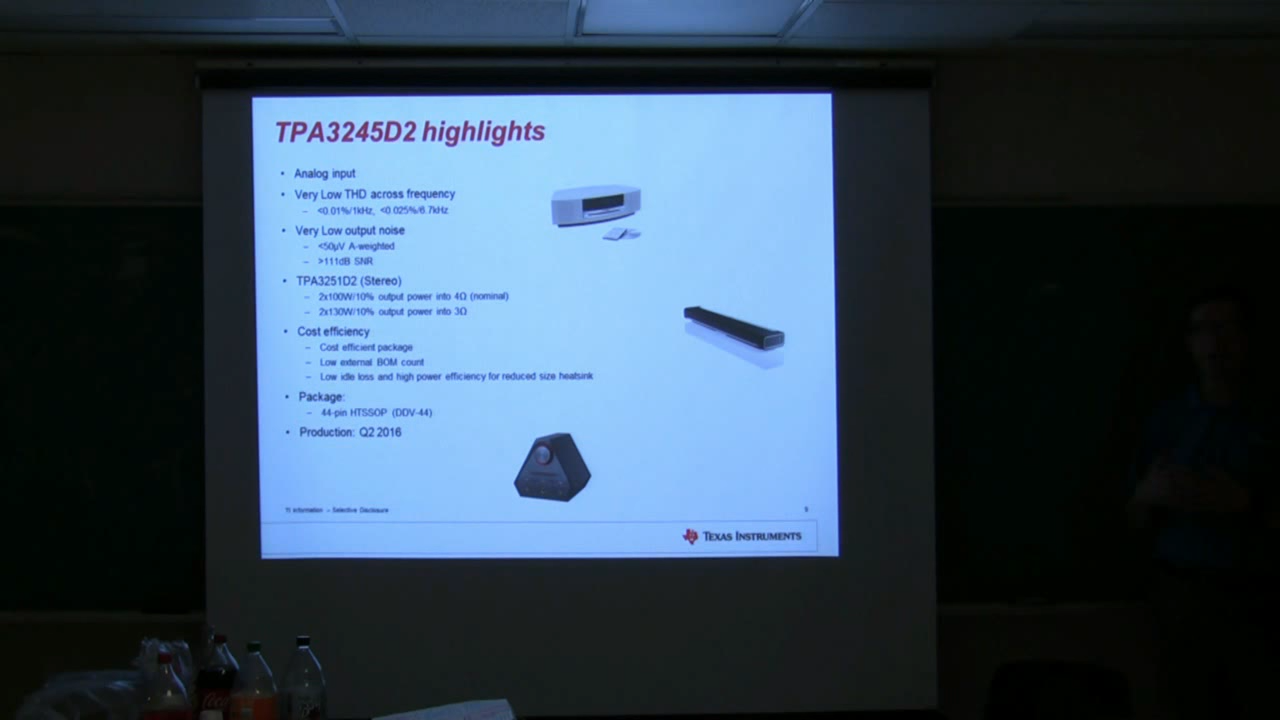 TPA3245D2 highlights
• Analog input
• Very Low THD across frequency
– <0.01%/1kHz, <0.025%/6.7kHz
• Very Low output noise
– <50µV A-weighted
– >111dB SNR
• TPA3251D2 (Stereo)
– 2x100W/10% output power into 4Ω (nominal)
– 2x130W/10% output power into 3Ω
• Cost efficiency
– Cost efficient package
– Low external BOM count
– Low idle loss and high power efficiency for reduced size heatsink
• Package:
– 44-pin HTSSOP (DDV-44)
• Production: Q2 2016
TI Information – Selective Disclosure
TEXAS INSTRUMENTS